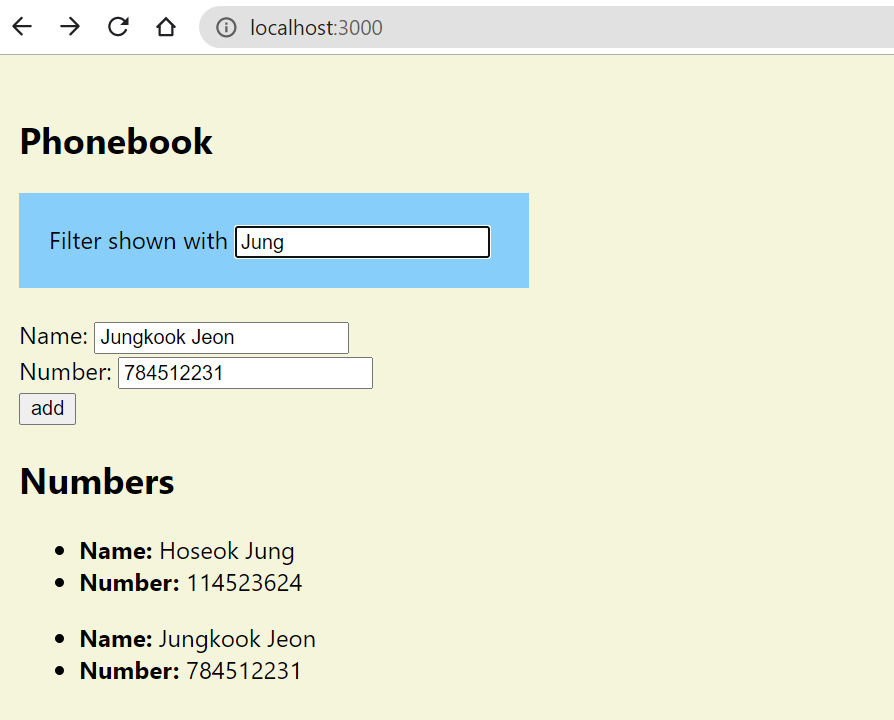 localhost:3000
Phonebook
Filter shown with Jung
Name: Jungkook Jeon
Number: 784512231
add
Numbers
Name: Hoseok Jung
Number: 114523624
Name: Jungkook Jeon
Number: 784512231